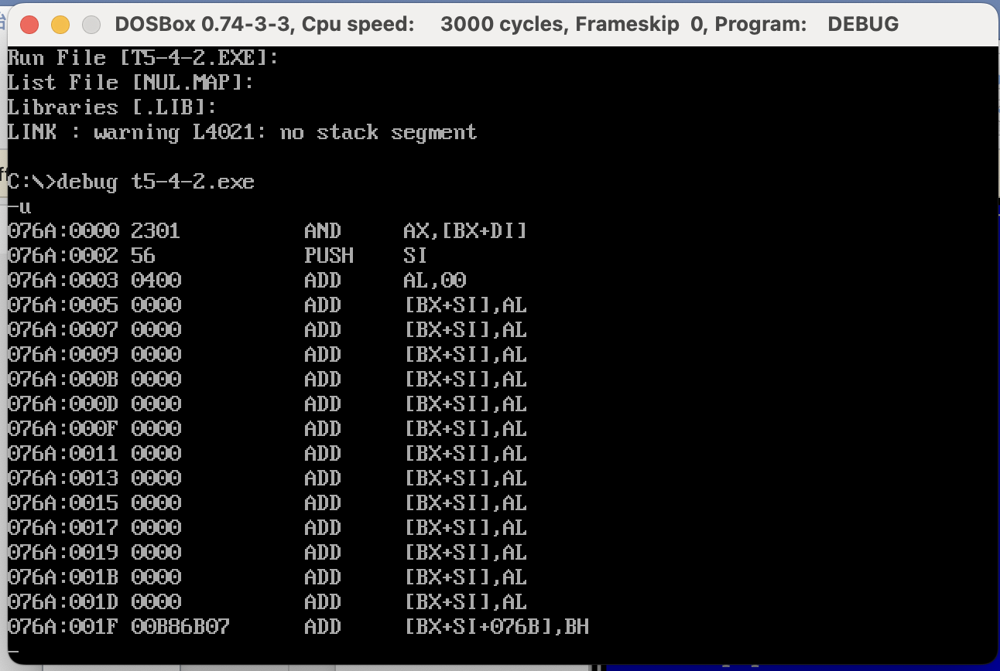 DOSBox 0.74-3-3, Cpu speed:    3000 cycles, Frameskip  0, Program:   DEBUG
Run File [T5-4-2.EXE]:
List File [NUL.MAP]:
Libraries [.LIB]:
LINK : warning L4021: no stack segment
C:\>debug t5-4-2.exe
-u
076A:0000 2301          AND     AX,[BX+DI]
076A:0002 56            PUSH    SI
076A:0003 0400          ADD     AL,00
076A:0005 0000          ADD     [BX+SI],AL
076A:0007 0000          ADD     [BX+SI],AL
076A:0009 0000          ADD     [BX+SI],AL
076A:000B 0000          ADD     [BX+SI],AL
076A:000D 0000          ADD     [BX+SI],AL
076A:000F 0000          ADD     [BX+SI],AL
076A:0011 0000          ADD     [BX+SI],AL
076A:0013 0000          ADD     [BX+SI],AL
076A:0015 0000          ADD     [BX+SI],AL
076A:0017 0000          ADD     [BX+SI],AL
076A:0019 0000          ADD     [BX+SI],AL
076A:001B 0000          ADD     [BX+SI],AL
076A:001D 0000          ADD     [BX+SI],AL
076A:001F 00B86B07      ADD     [BX+SI+076B],BH
-